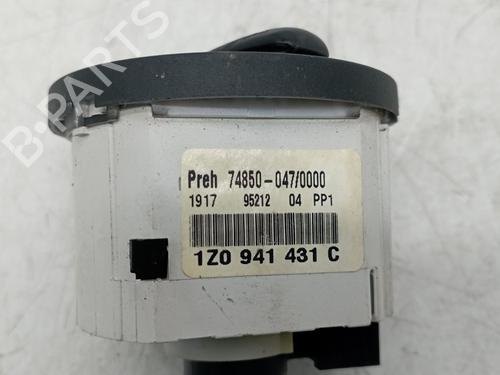 B-PARTS
Preh 74850-047/0000
1917 95212 04 PP1
1Z0 941 431 C